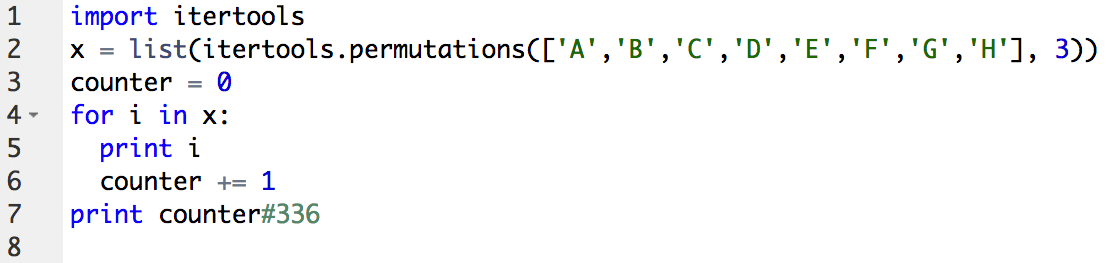 1 import itertools
2 x = list(itertools.permutations(['A','B','C','D','E','F','G','H'], 3))
3 counter = 0
4 for i in x:
5   print i
6   counter += 1
7 print counter#336
8